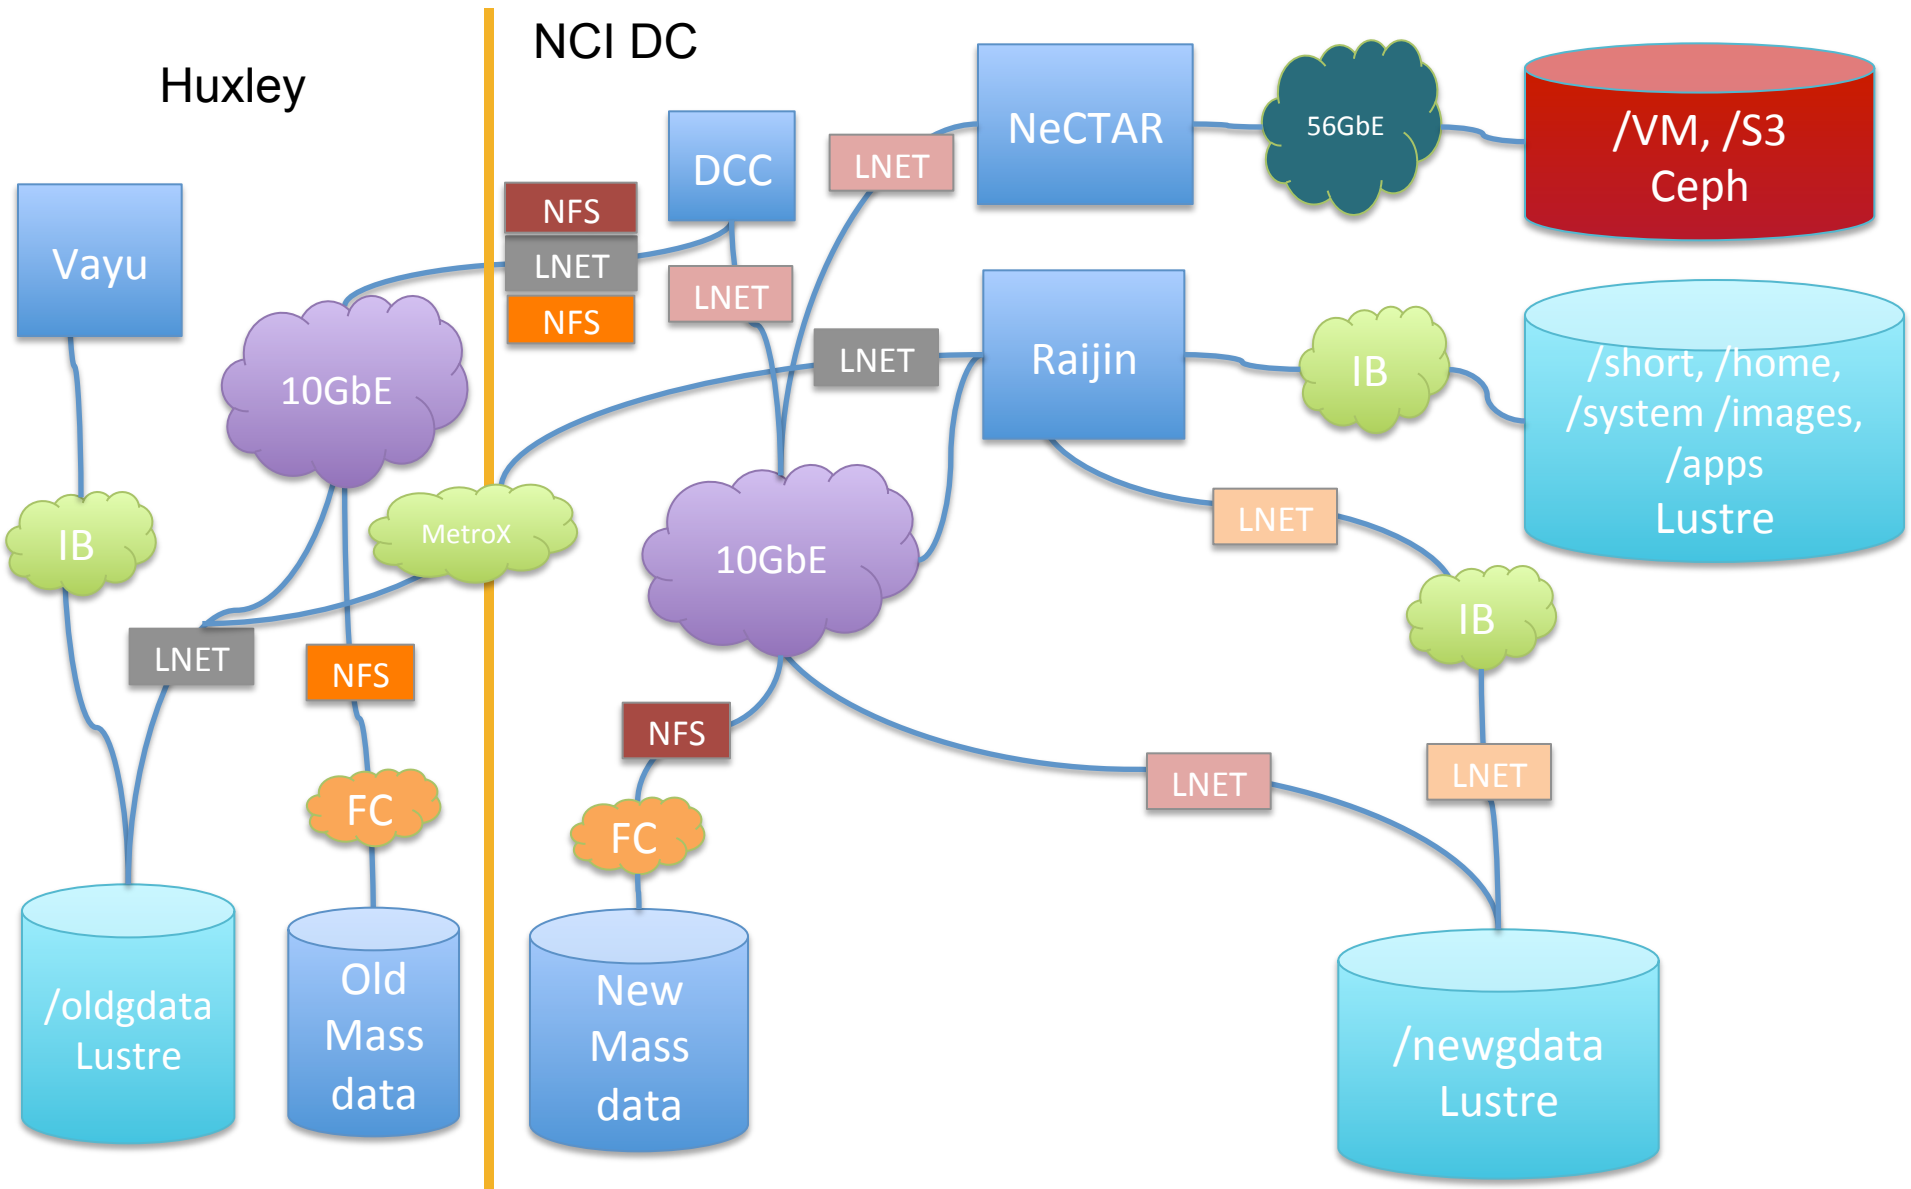 Huxley
NCI DC
Vayu
DCC
NeCTAR
56GbE
/VM, /S3
Ceph
LNET
NFS
LNET
NFS
LNET
10GbE
LNET
Raijin
IB
/short, /home,
/system /images,
/apps
Lustre
IB
MetroX
10GbE
LNET
IB
LNET
NFS
NFS
LNET
LNET
FC
FC
/oldgdata
Lustre
Old
Mass
data
New
Mass
data
/newgdata
Lustre